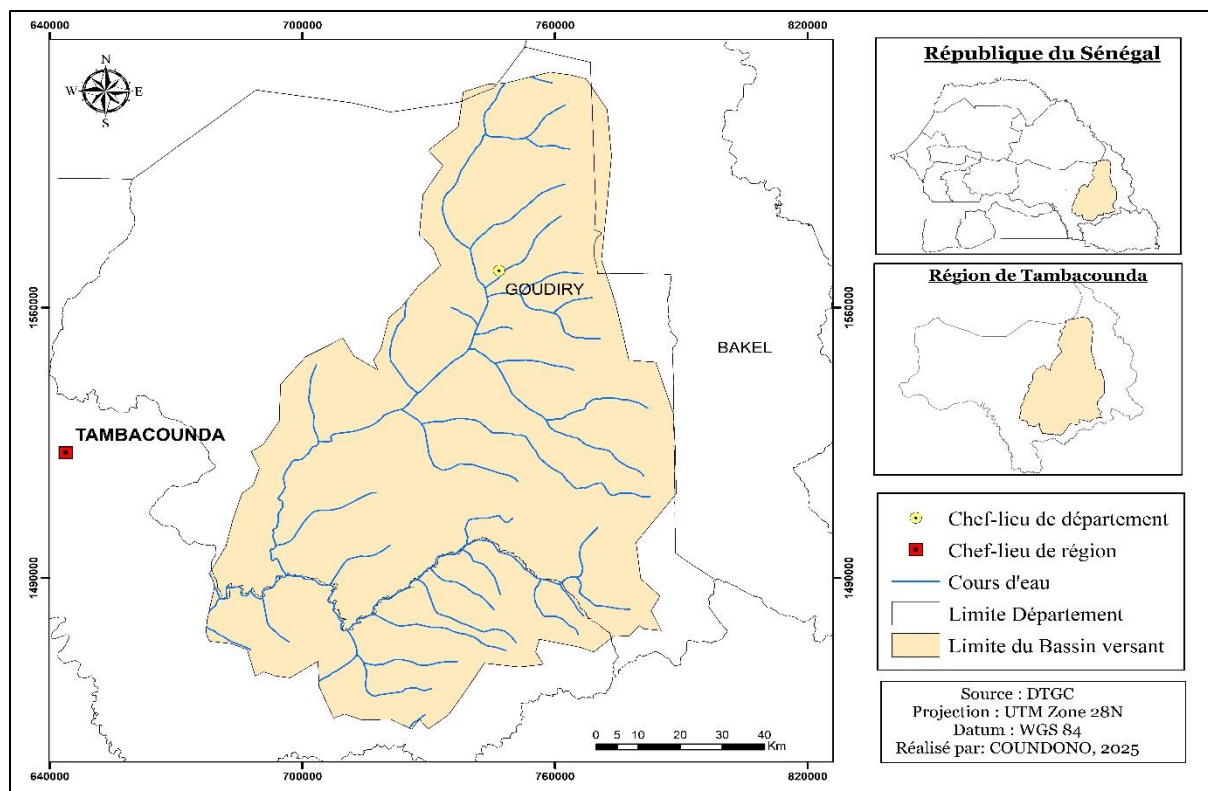 640000 700000 760000 820000
N
W E
S
1560000 1560000
GOUDIRY
BAKEL
TAMBACOUNDA
1490000 1490000
0 5 10 20 30 40
Km
640000 700000 760000 820000
République du Sénégal
Région de Tambacounda
Chef-lieu de département
Chef-lieu de région
Cours d'eau
Limite Département
Limite du Bassin versant
Source : DTGC
Projection : UTM Zone 28N
Datum : WGS 84
Réalisé par: COUNDONO, 2025